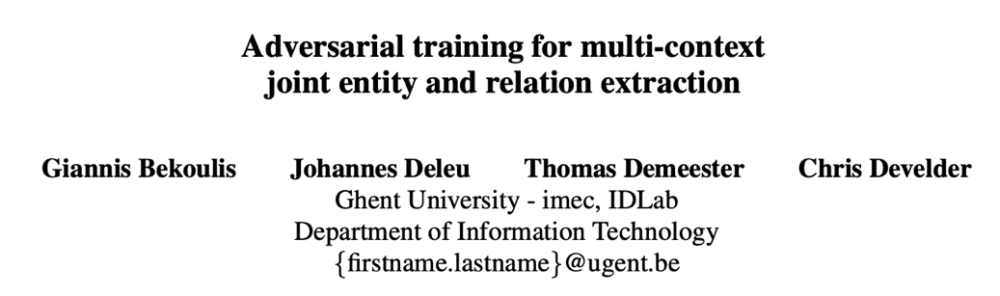 Adversarial training for multi-context
joint entity and relation extraction
Giannis Bekoulis Johannes Deleu Thomas Demeester Chris Develder
Ghent University - imec, IDLab
Department of Information Technology
{firstname.lastname}@ugent.be